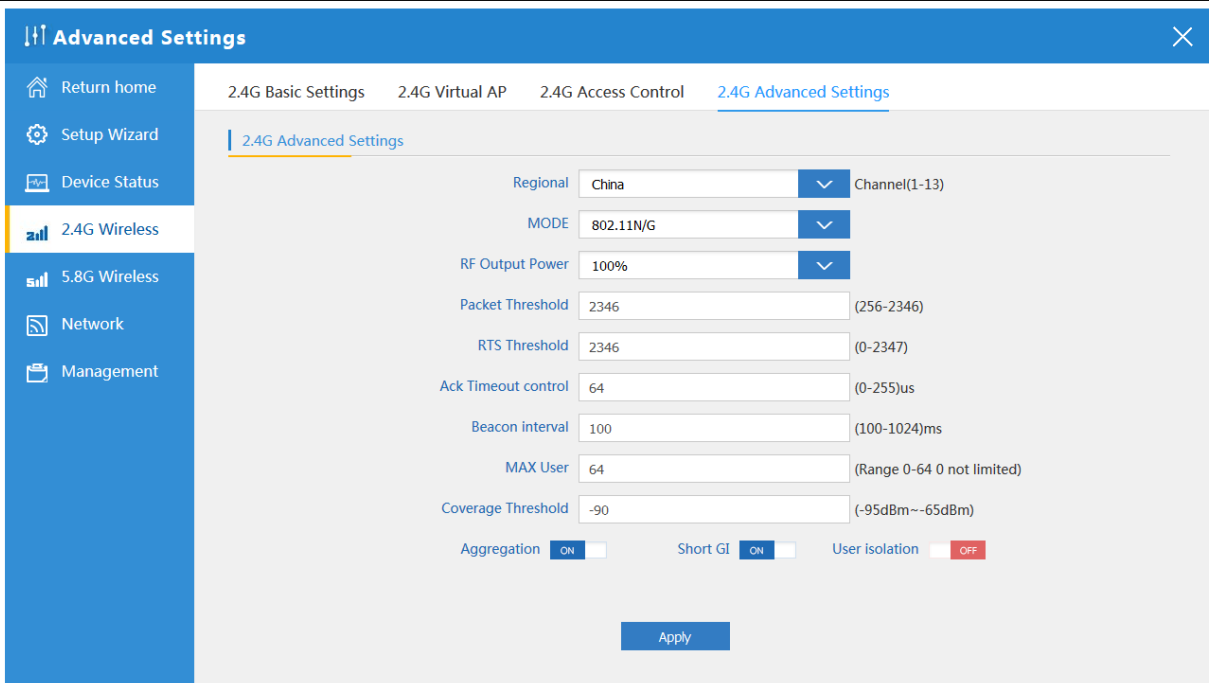 Advanced Settings
Return home
Setup Wizard
Device Status
2.4G Wireless
5.8G Wireless
Network
Management
2.4G Basic Settings 2.4G Virtual AP 2.4G Access Control 2.4G Advanced Settings
2.4G Advanced Settings
Regional China Channel(1-13)
MODE 802.11N/G
RF Output Power 100%
Packet Threshold 2346 (256-2346)
RTS Threshold 2346 (0-2347)
Ack Timeout control 64 (0-255)us
Beacon interval 100 (100-1024)ms
MAX User 64 (Range 0-64 0 not limited)
Coverage Threshold -90 (-95dBm~-65dBm)
Aggregation ON Short GI ON User isolation OFF
Apply